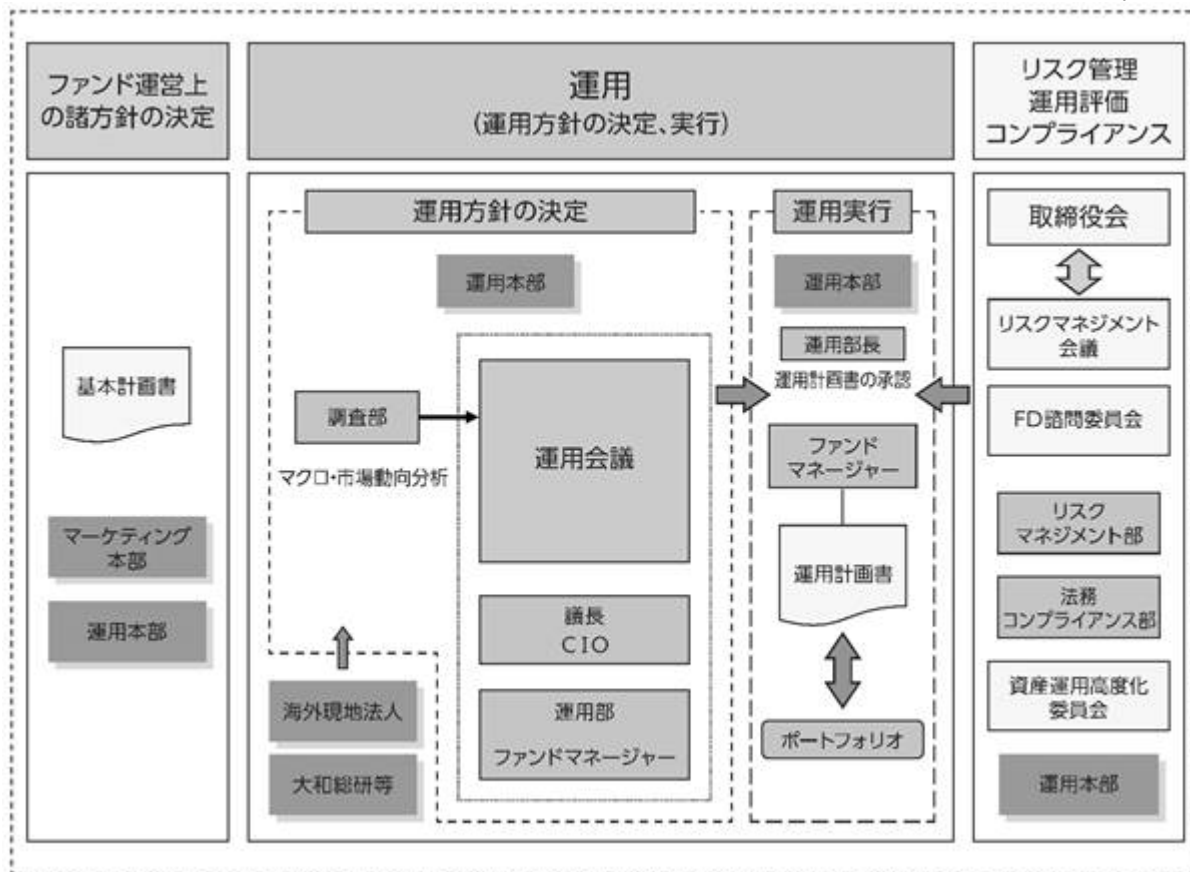 ファンド運営上
の諸方針の決定
運用
(運用方針の決定、実行)
リスク管理
運用評価
コンプライアンス
基本計画書
マーケティング
本部
運用本部
運用方針の決定
運用本部
調査部
マクロ・市場動向分析
運用会議
議長
CIO
運用部
ファンドマネージャー
海外現地法人
大和総研等
運用実行
運用本部
運用部長
運用計画書の承認
ファンド
マネージャー
運用計画書
ポートフォリオ
取締役会
リスクマネジメント
会議
FD諮問委員会
リスク
マネジメント部
法務
コンプライアンス部
資産運用高度化
委員会
運用本部